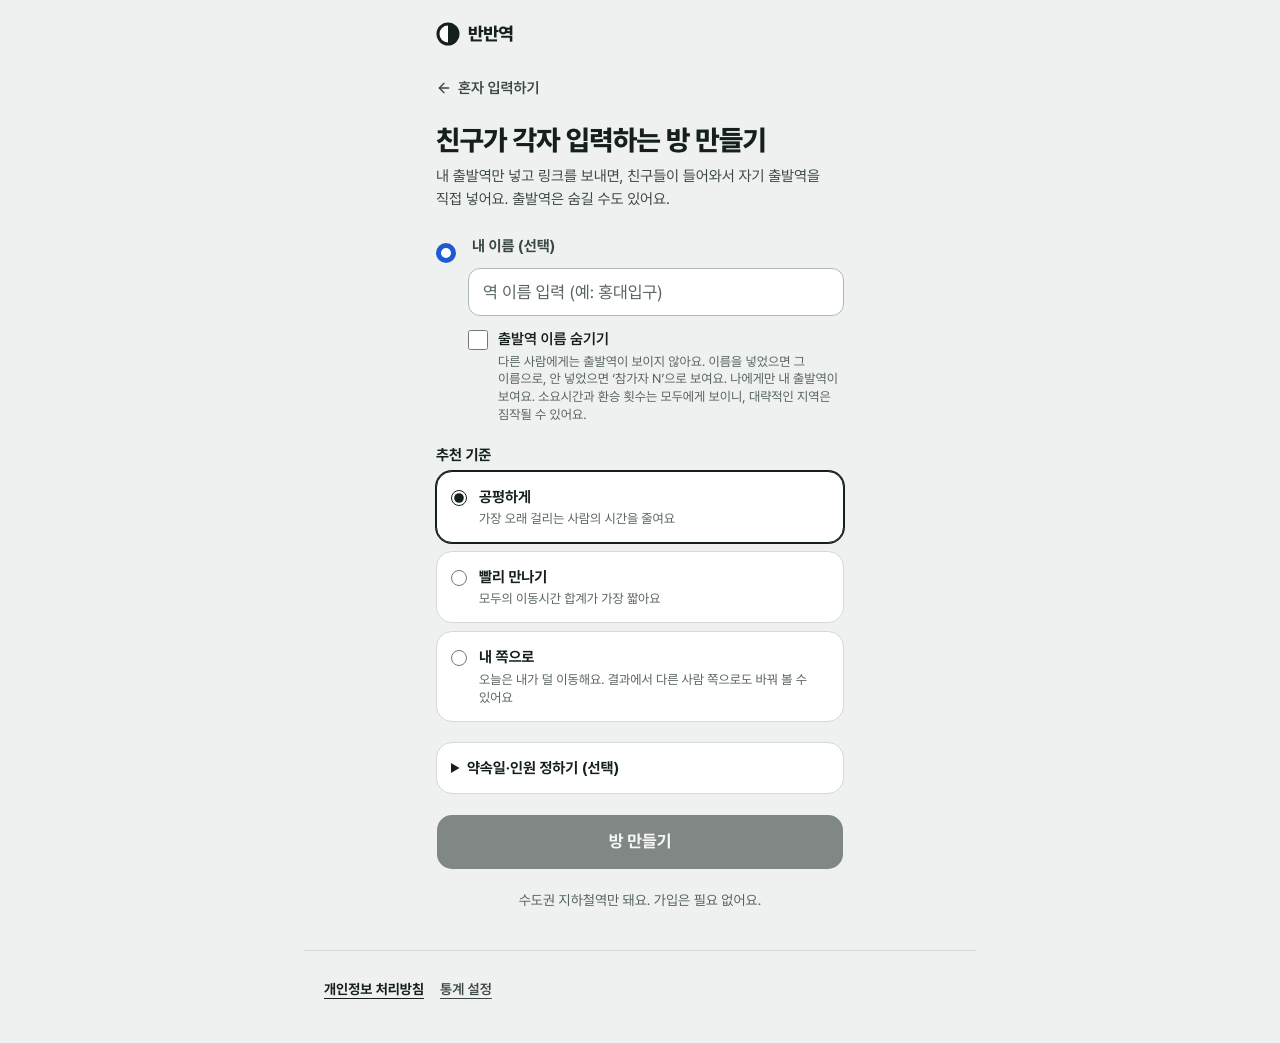 반반역
혼자 입력하기
친구가 각자 입력하는 방 만들기
내 출발역만 넣고 링크를 보내면, 친구들이 들어와서 자기 출발역을
직접 넣어요. 출발역은 숨길 수도 있어요.
내 이름 (선택)
역 이름 입력 (예: 홍대입구)
출발역 이름 숨기기
다른 사람에게는 출발역이 보이지 않아요. 이름을 넣었으면 그
이름으로, 안 넣었으면 ‘참가자 N’으로 보여요. 나에게만 내 출발역이
보여요. 소요시간과 환승 횟수는 모두에게 보이니, 대략적인 지역은
짐작될 수 있어요.
추천 기준
공평하게
가장 오래 걸리는 사람의 시간을 줄여요
빨리 만나기
모두의 이동시간 합계가 가장 짧아요
내 쪽으로
오늘은 내가 덜 이동해요. 결과에서 다른 사람 쪽으로도 바꿔 볼 수
있어요
약속일·인원 정하기 (선택)
방 만들기
수도권 지하철역만 돼요. 가입은 필요 없어요.
개인정보 처리방침 통계 설정